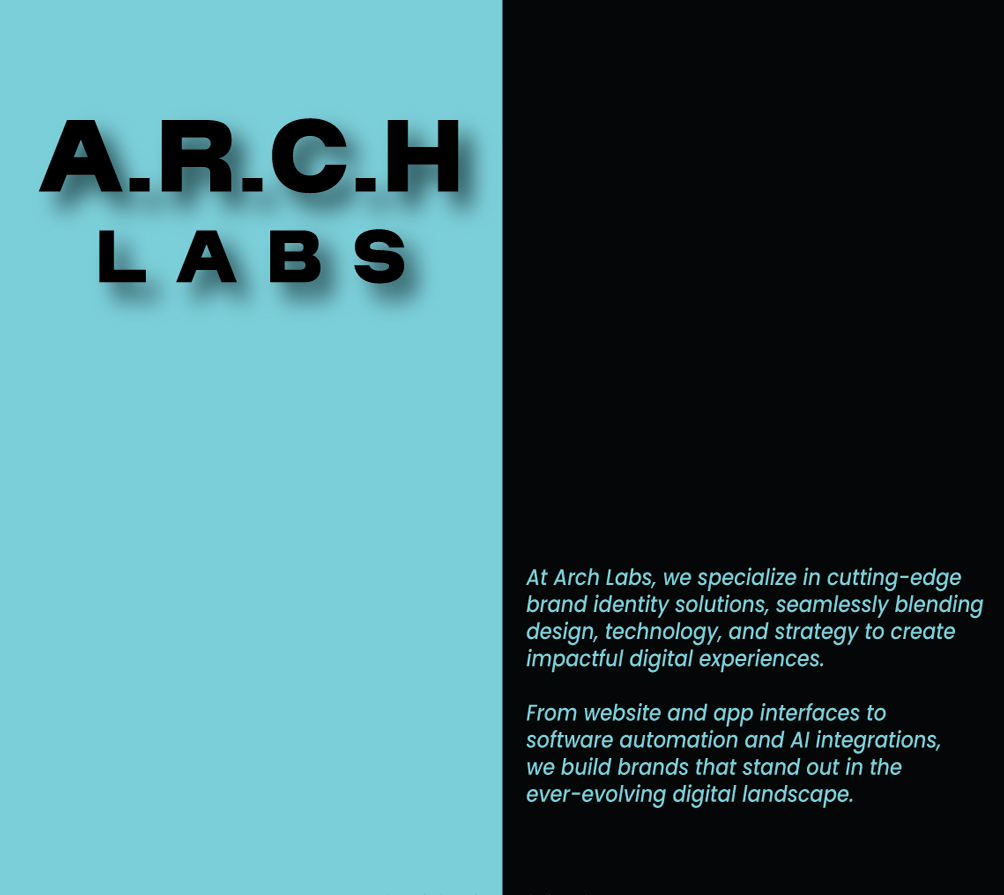 A.R.C.H
LABS
At Arch Labs, we specialize in cutting-edge
brand identity solutions, seamlessly blending
design, technology, and strategy to create
impactful digital experiences.
From website and app interfaces to
software automation and AI integrations,
we build brands that stand out in the
ever-evolving digital landscape.